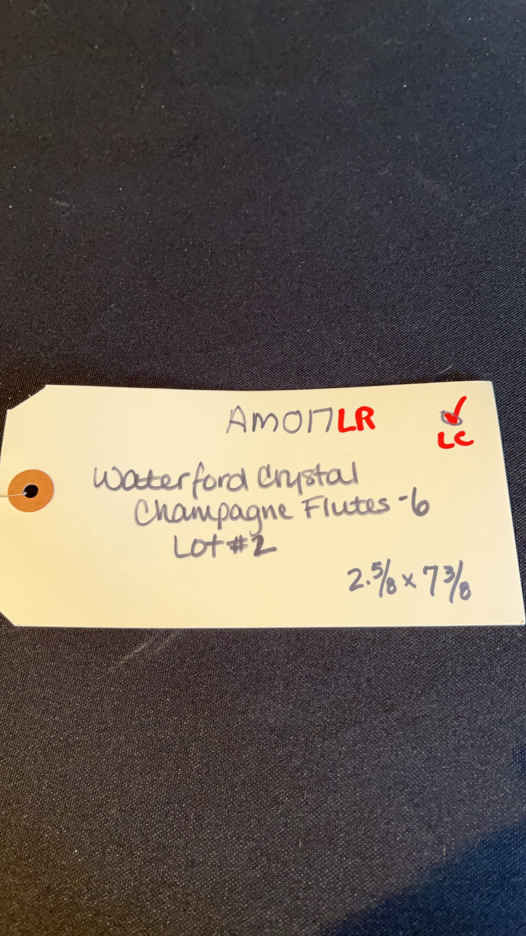 AM017LR
LC
Waterford Crystal
Champagne Flutes -6
Lot #2
2.5/8 x 7 3/8